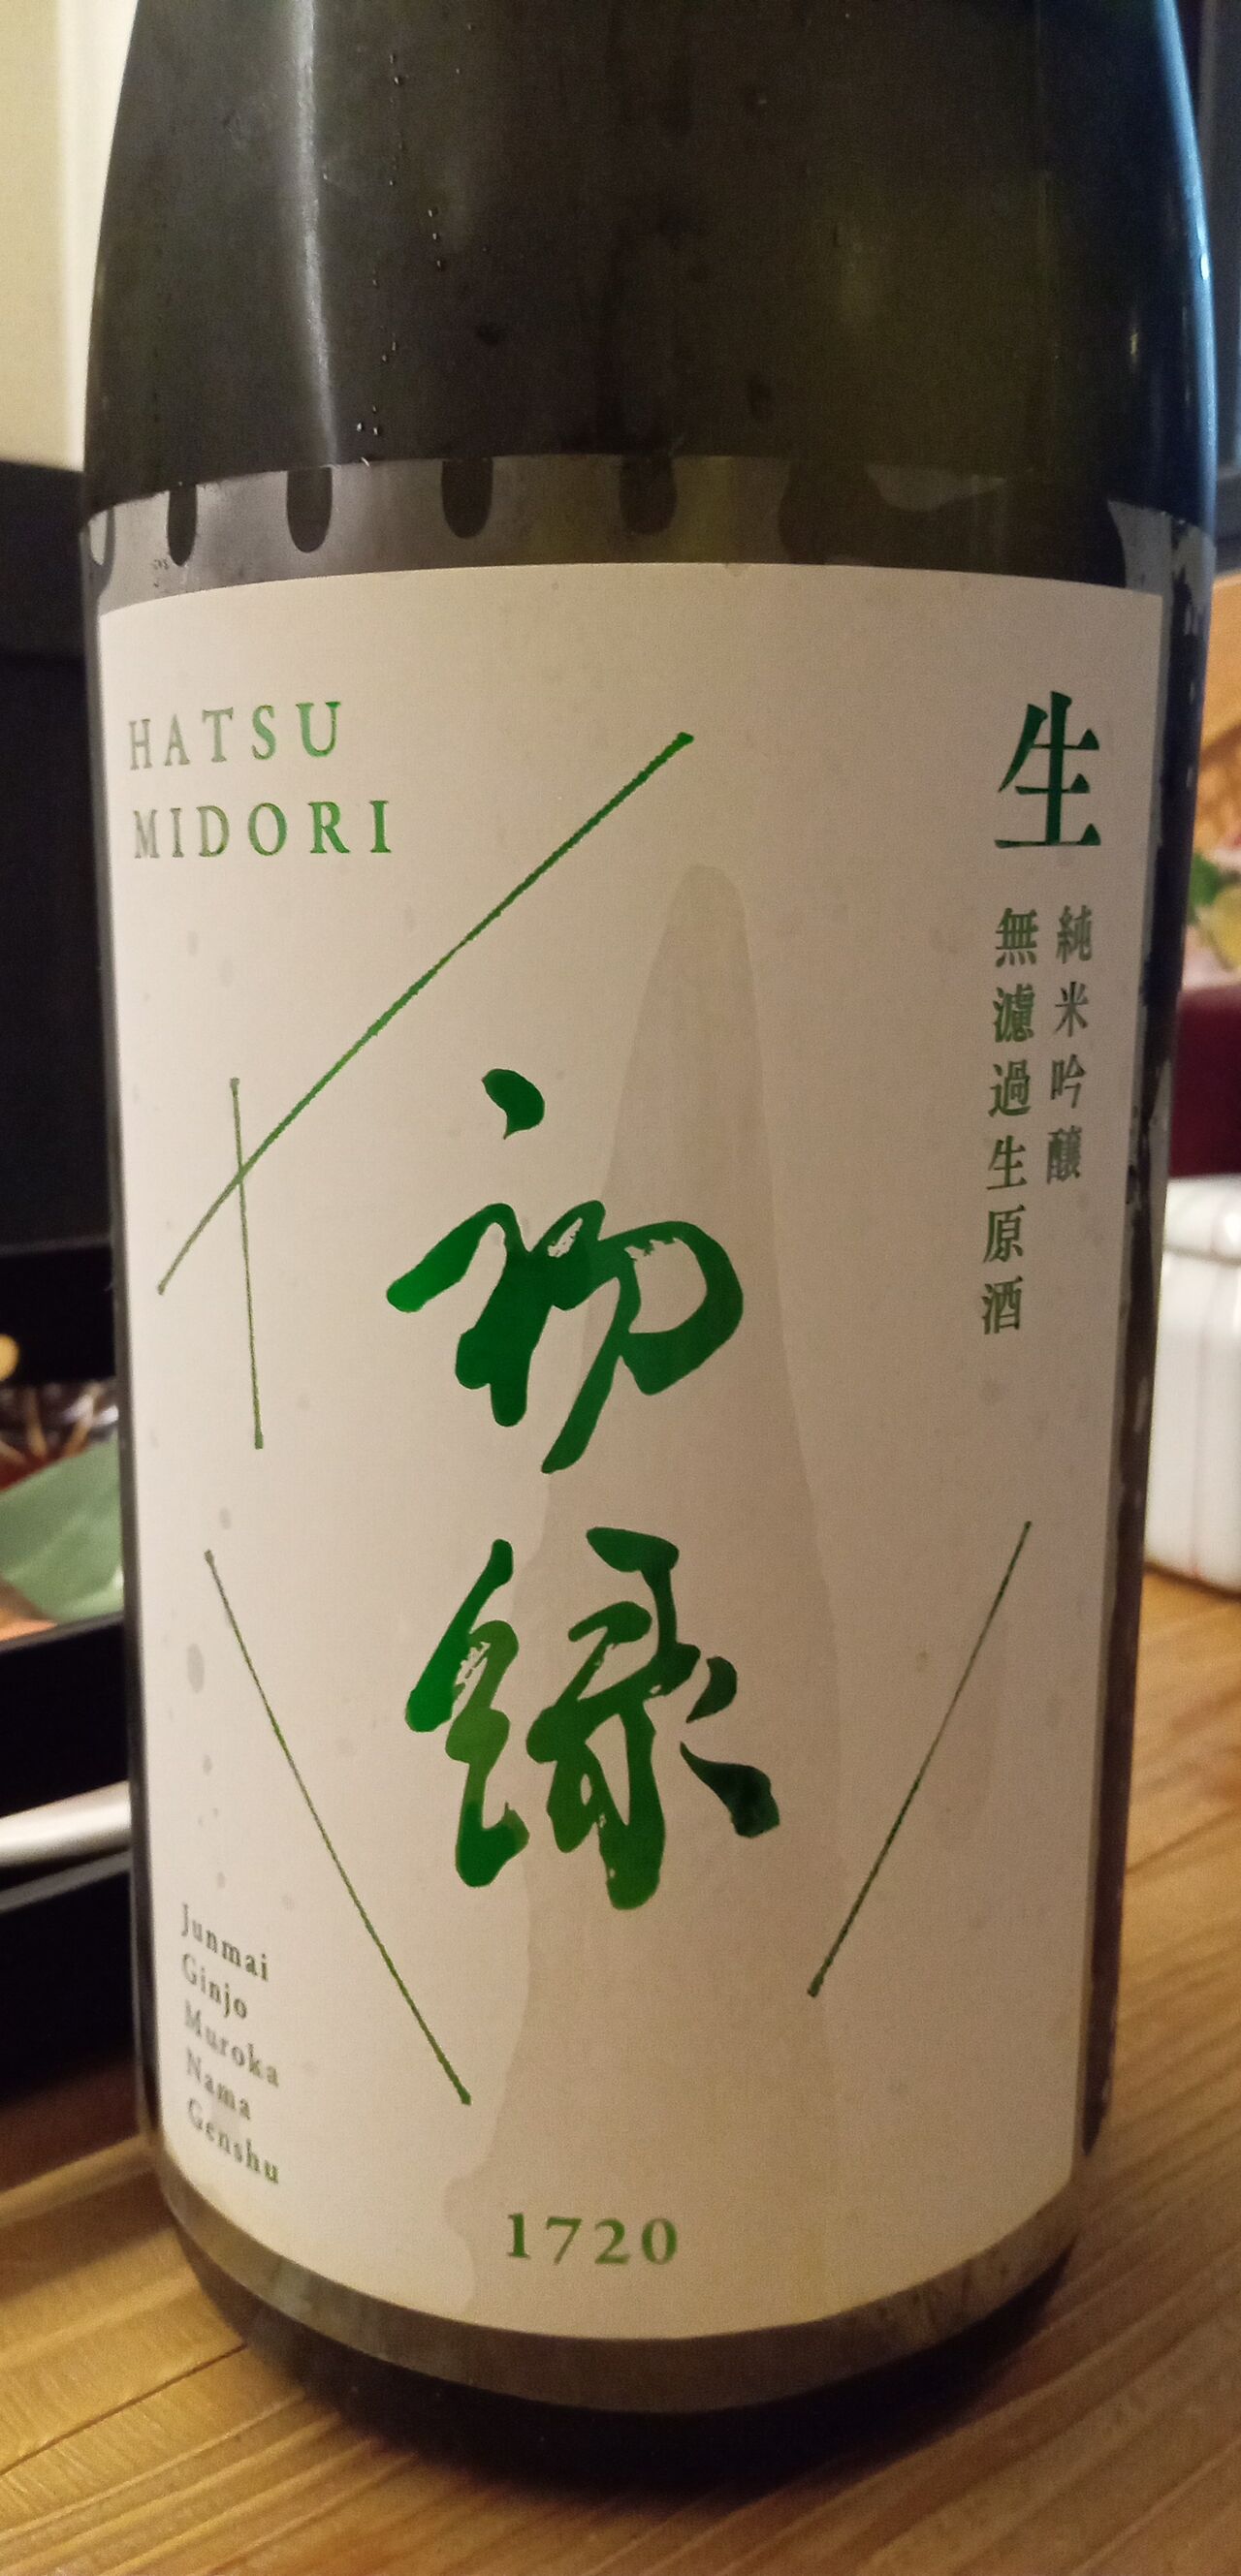 HATSU
MIDORI
生
純米吟醸
無濾過生原酒
初
緑
Junmai
Ginjo
Muroka
Nama
Genshu
1720